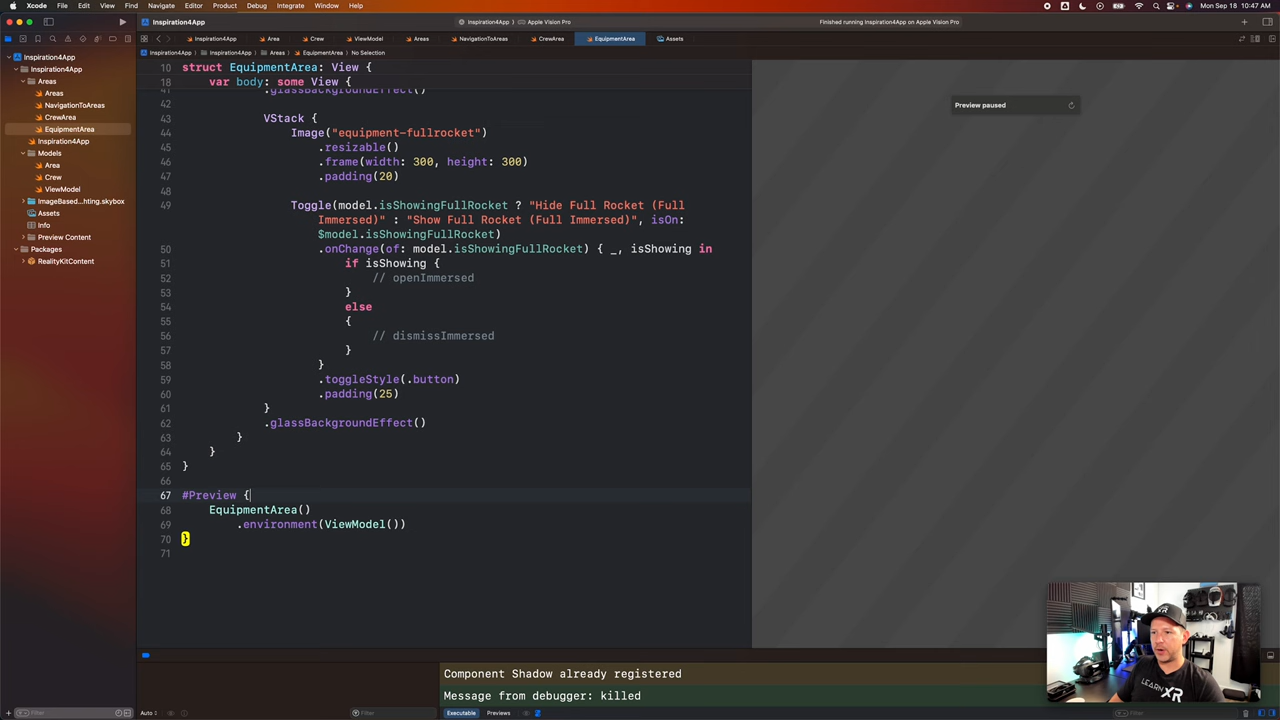 Xcode File Edit View Find Navigate Editor Product Debug Integrate Window Help Mon Sep 18 10:47 AM
Inspiration4App Inspiration4App Apple Vision Pro Finished running Inspiration4App on Apple Vision Pro
Inspiration4App Area Crew ViewModel Areas NavigationToAreas CrewArea EquipmentArea Assets
Inspiration4App Inspiration4App Areas EquipmentArea No Selection
Inspiration4App
Inspiration4App
Areas
Areas
NavigationToAreas
CrewArea
EquipmentArea
Inspiration4App
Models
Area
Crew
ViewModel
ImageBased...hting.skybox
Assets
Info
Preview Content
Packages
RealityKitContent
10 struct EquipmentArea: View {
18 var body: some View {
41 .glassBackgroundEffect()
42
43 VStack {
44 Image("equipment-fullrocket")
45 .resizable()
46 .frame(width: 300, height: 300)
47 .padding(20)
48
49 Toggle(model.isShowingFullRocket ? "Hide Full Rocket (Full
Immersed)" : "Show Full Rocket (Full Immersed)", isOn:
$model.isShowingFullRocket)
50 .onChange(of: model.isShowingFullRocket) { _, isShowing in
51 if isShowing {
52 // openImmersed
53 }
54 else
55 {
56 // dismissImmersed
57 }
58 }
59 .toggleStyle(.button)
60 .padding(25)
61 }
62 .glassBackgroundEffect()
63 }
64 }
65 }
66
67 #Preview {
68 EquipmentArea()
69 .environment(ViewModel())
70 }
71
Preview paused
Component Shadow already registered
Message from debugger: killed
Filter Auto Filter Executable Previews Filter
LEARN XR